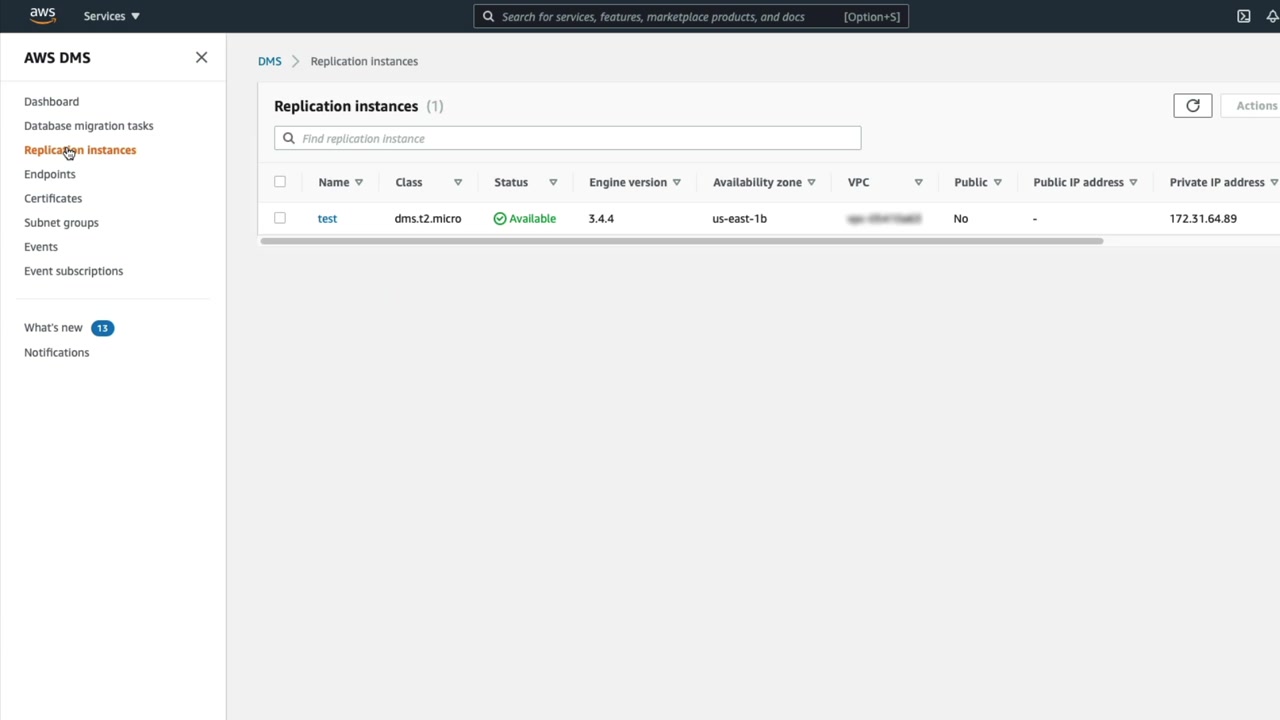 aws Services Search for services, features, marketplace products, and docs [Option+S]
AWS DMS
Dashboard
Database migration tasks
Replication instances
Endpoints
Certificates
Subnet groups
Events
Event subscriptions
What's new 13
Notifications
DMS Replication instances
Replication instances (1) Actions
Find replication instance
Name Class Status Engine version Availability zone VPC Public Public IP address Private IP address
test dms.t2.micro Available 3.4.4 us-east-1b No - 172.31.64.89